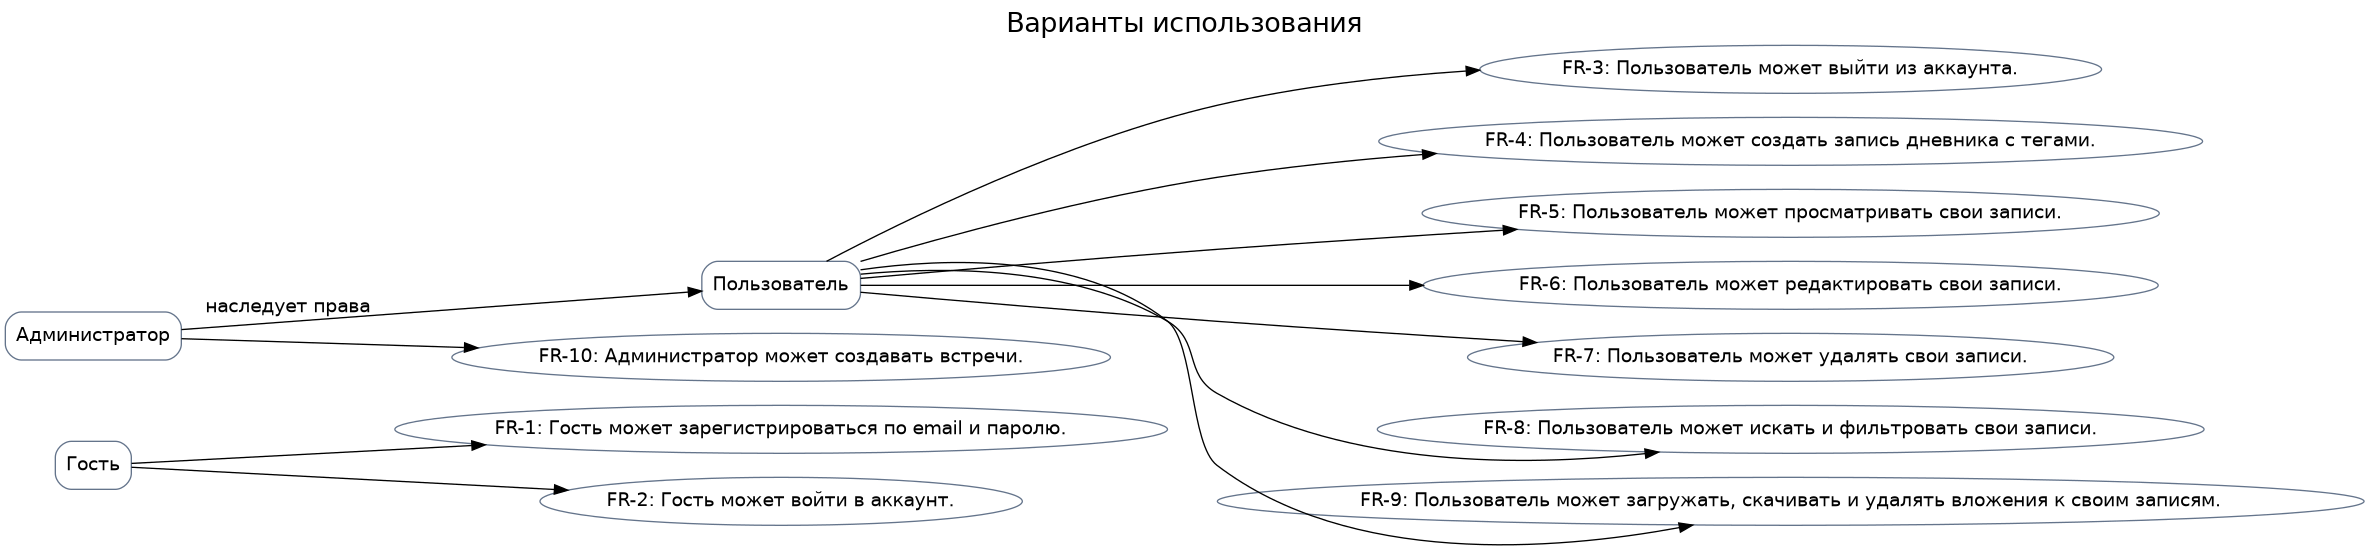 Варианты использования
FR-3: Пользователь может выйти из аккаунта.
FR-4: Пользователь может создать запись дневника с тегами.
FR-5: Пользователь может просматривать свои записи.
Пользователь
FR-6: Пользователь может редактировать свои записи.
наследует права
Администратор
FR-10: Администратор может создавать встречи.
FR-7: Пользователь может удалять свои записи.
FR-1: Гость может зарегистрироваться по email и паролю.
FR-8: Пользователь может искать и фильтровать свои записи.
Гость
FR-2: Гость может войти в аккаунт.
FR-9: Пользователь может загружать, скачивать и удалять вложения к своим записям.